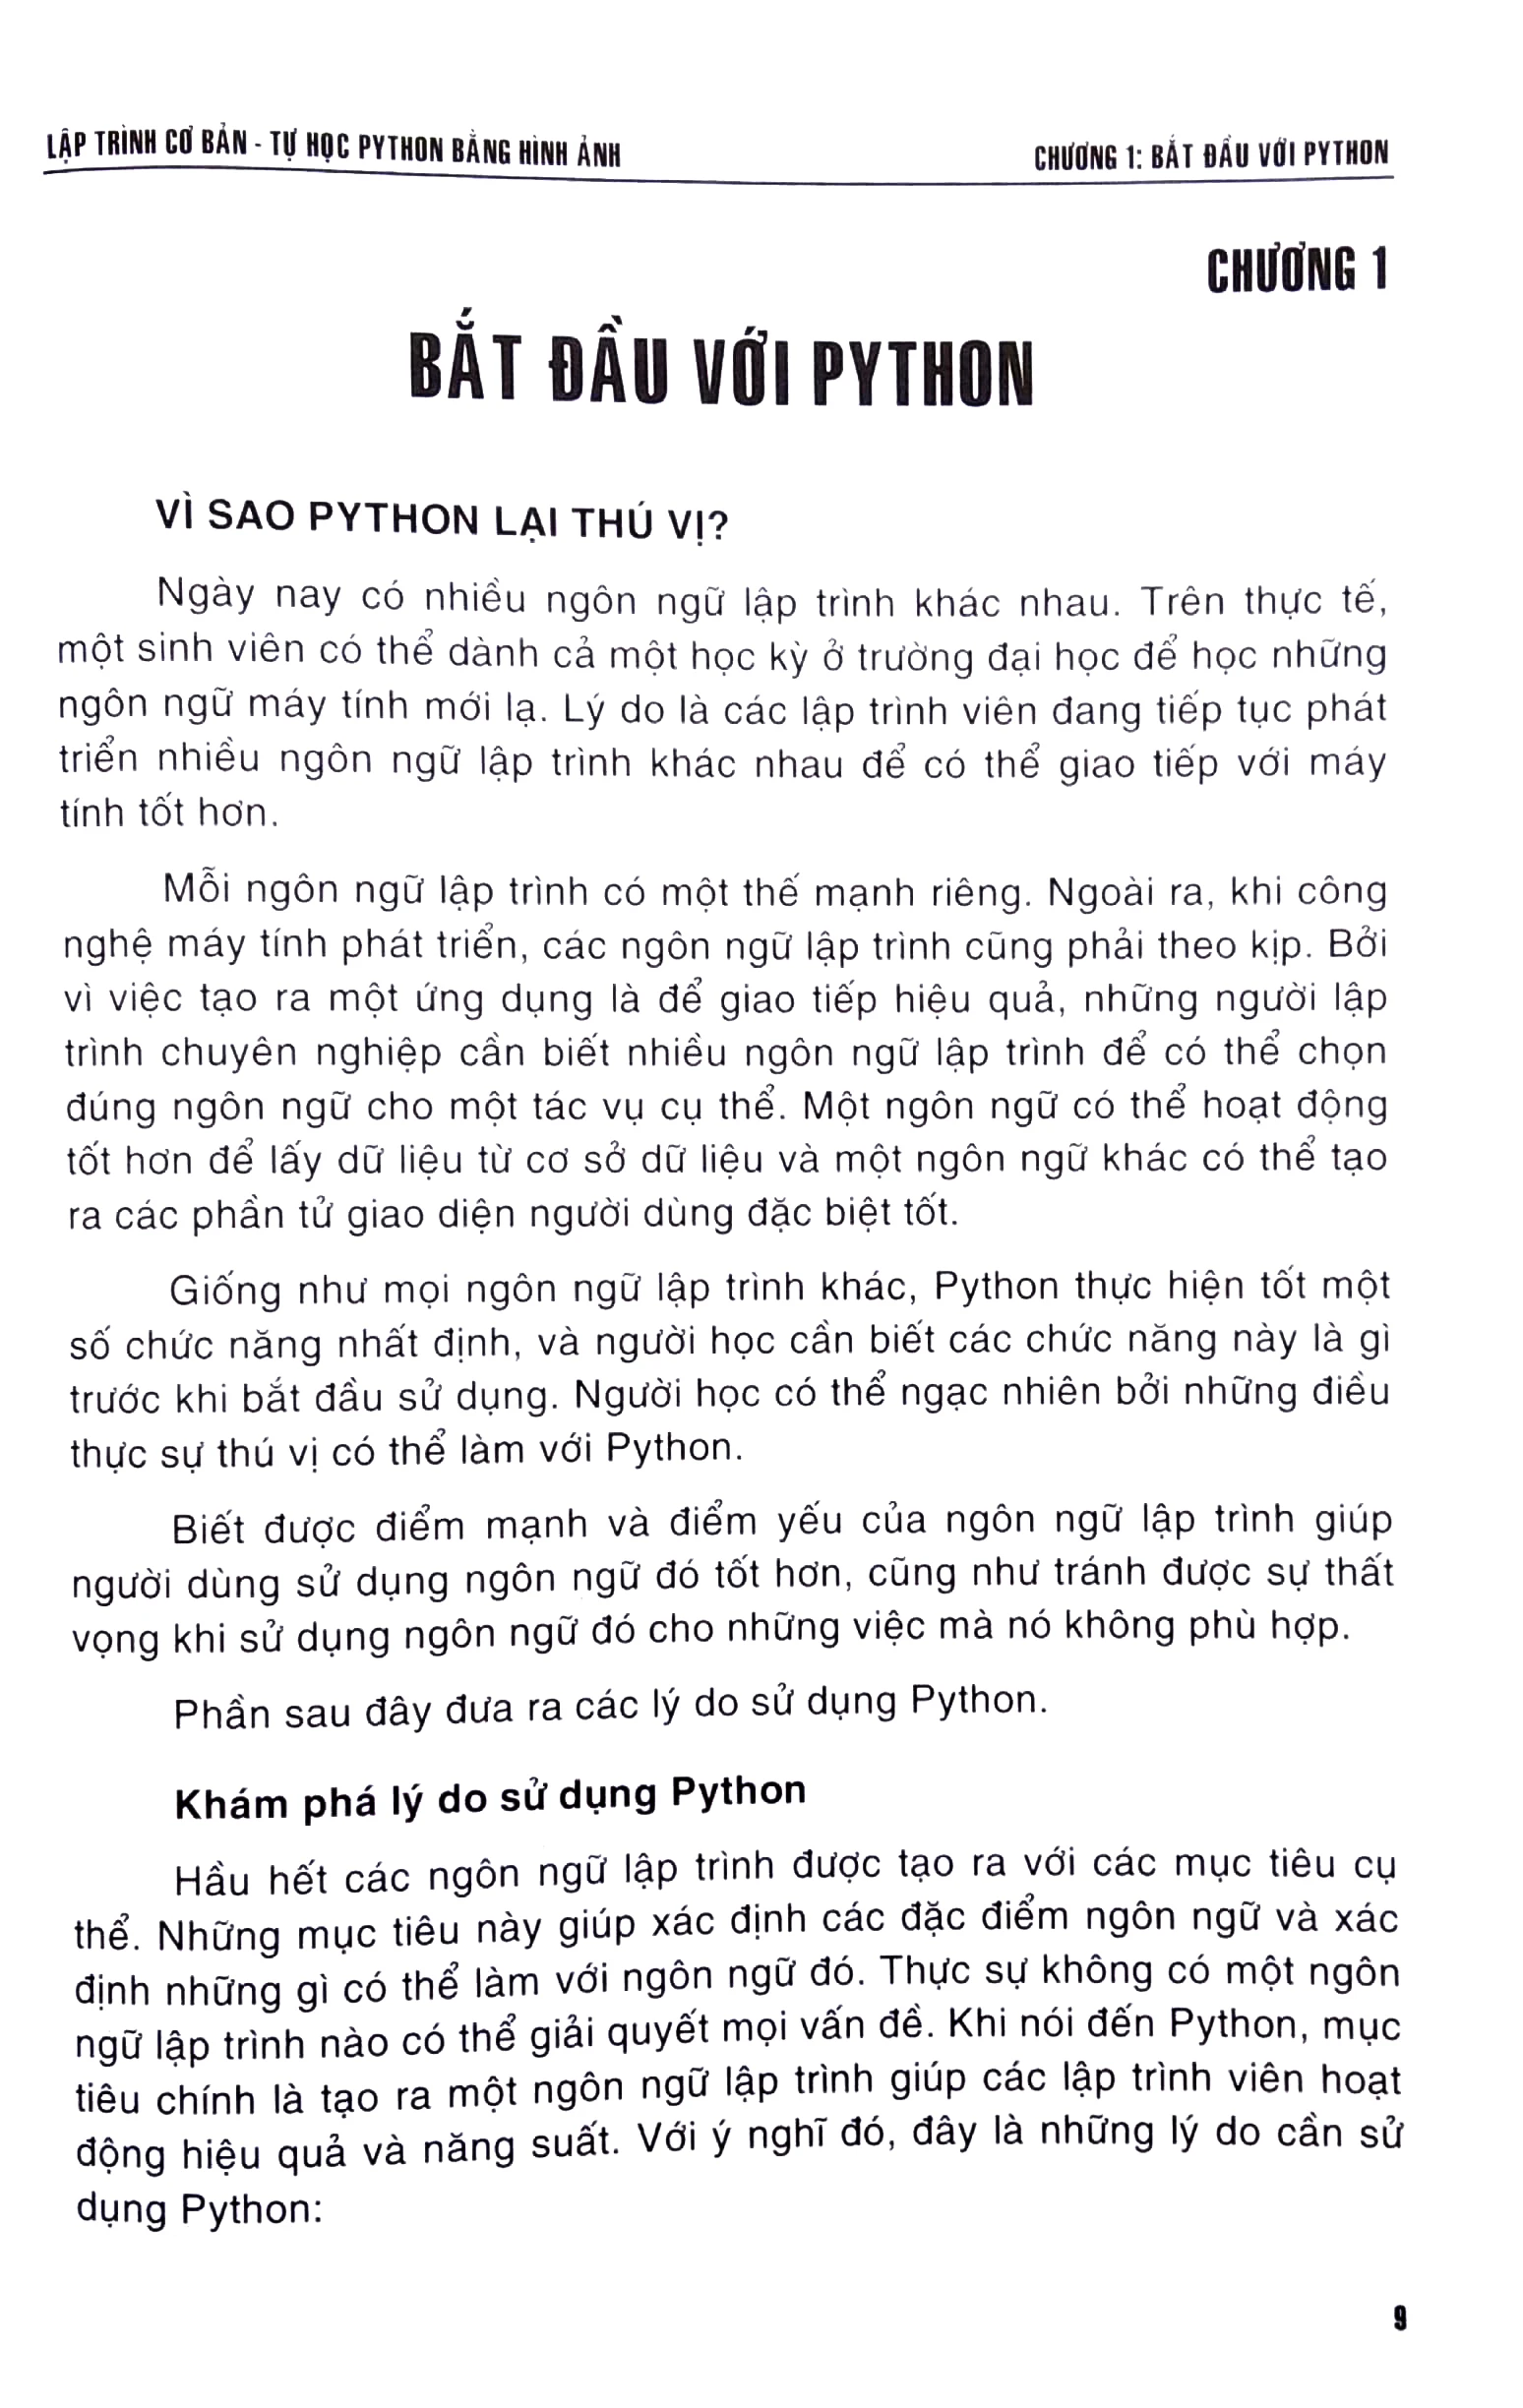 LẬP TRÌNH CƠ BẢN - TỰ HỌC PYTHON BẰNG HÌNH ẢNH
CHƯƠNG 1: BẮT ĐẦU VỚI PYTHON
CHƯƠNG 1
BẮT ĐẦU VỚI PYTHON
VÌ SAO PYTHON LẠI THÚ VỊ?
Ngày nay có nhiều ngôn ngữ lập trình khác nhau. Trên thực tế,
một sinh viên có thể dành cả một học kỳ ở trường đại học để học những
ngôn ngữ máy tính mới lạ. Lý do là các lập trình viên đang tiếp tục phát
triển nhiều ngôn ngữ lập trình khác nhau để có thể giao tiếp với máy
tính tốt hơn.
Mỗi ngôn ngữ lập trình có một thế mạnh riêng. Ngoài ra, khi công
nghệ máy tính phát triển, các ngôn ngữ lập trình cũng phải theo kịp. Bởi
vì việc tạo ra một ứng dụng là để giao tiếp hiệu quả, những người lập
trình chuyên nghiệp cần biết nhiều ngôn ngữ lập trình để có thể chọn
đúng ngôn ngữ cho một tác vụ cụ thể. Một ngôn ngữ có thể hoạt động
tốt hơn để lấy dữ liệu từ cơ sở dữ liệu và một ngôn ngữ khác có thể tạo
ra các phần tử giao diện người dùng đặc biệt tốt.
Giống như mọi ngôn ngữ lập trình khác, Python thực hiện tốt một
số chức năng nhất định, và người học cần biết các chức năng này là gì
trước khi bắt đầu sử dụng. Người học có thể ngạc nhiên bởi những điều
thực sự thú vị có thể làm với Python.
Biết được điểm mạnh và điểm yếu của ngôn ngữ lập trình giúp
người dùng sử dụng ngôn ngữ đó tốt hơn, cũng như tránh được sự thất
vọng khi sử dụng ngôn ngữ đó cho những việc mà nó không phù hợp.
Phần sau đây đưa ra các lý do sử dụng Python.
Khám phá lý do sử dụng Python
Hầu hết các ngôn ngữ lập trình được tạo ra với các mục tiêu cụ
thể. Những mục tiêu này giúp xác định các đặc điểm ngôn ngữ và xác
định những gì có thể làm với ngôn ngữ đó. Thực sự không có một ngôn
ngữ lập trình nào có thể giải quyết mọi vấn đề. Khi nói đến Python, mục
tiêu chính là tạo ra một ngôn ngữ lập trình giúp các lập trình viên hoạt
động hiệu quả và năng suất. Với ý nghĩ đó, đây là những lý do cần sử
dụng Python:
9